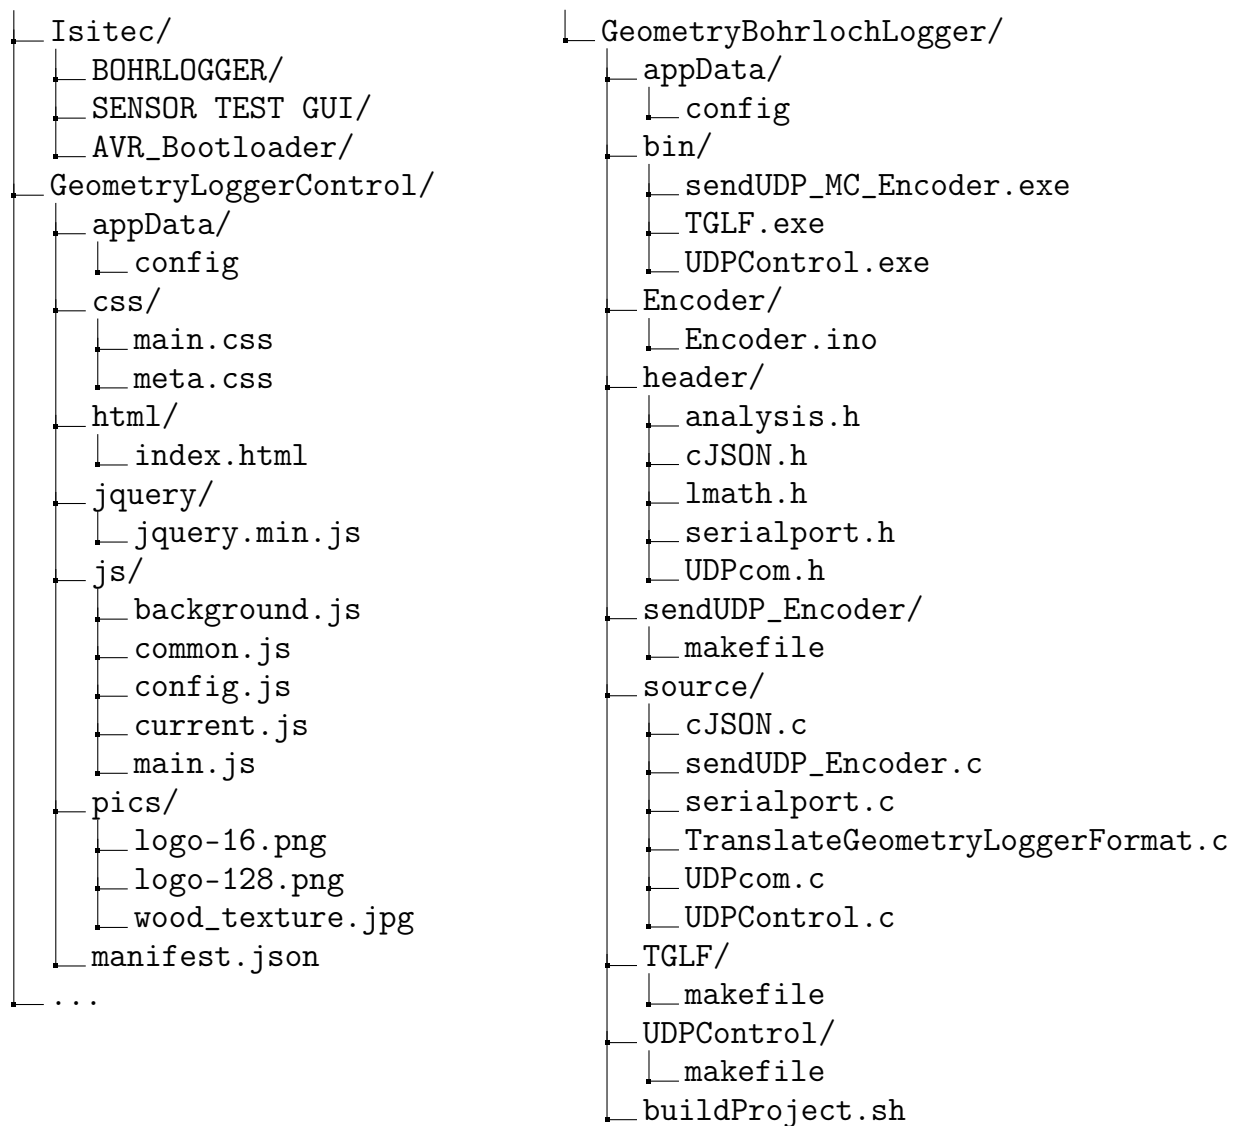 Isitec/
BOHRLOGGER/
SENSOR TEST GUI/
AVR_Bootloader/
GeometryLoggerControl/
appData/
config
css/
main.css
meta.css
html/
index.html
jquery/
jquery.min.js
js/
background.js
common.js
config.js
current.js
main.js
pics/
logo-16.png
logo-128.png
wood_texture.jpg
manifest.json
...
GeometryBohrlochLogger/
appData/
config
bin/
sendUDP_MC_Encoder.exe
TGLF.exe
UDPControl.exe
Encoder/
Encoder.ino
header/
analysis.h
cJSON.h
lmath.h
serialport.h
UDPcom.h
sendUDP_Encoder/
makefile
source/
cJSON.c
sendUDP_Encoder.c
serialport.c
TranslateGeometryLoggerFormat.c
UDPcom.c
UDPControl.c
TGLF/
makefile
UDPControl/
makefile
buildProject.sh